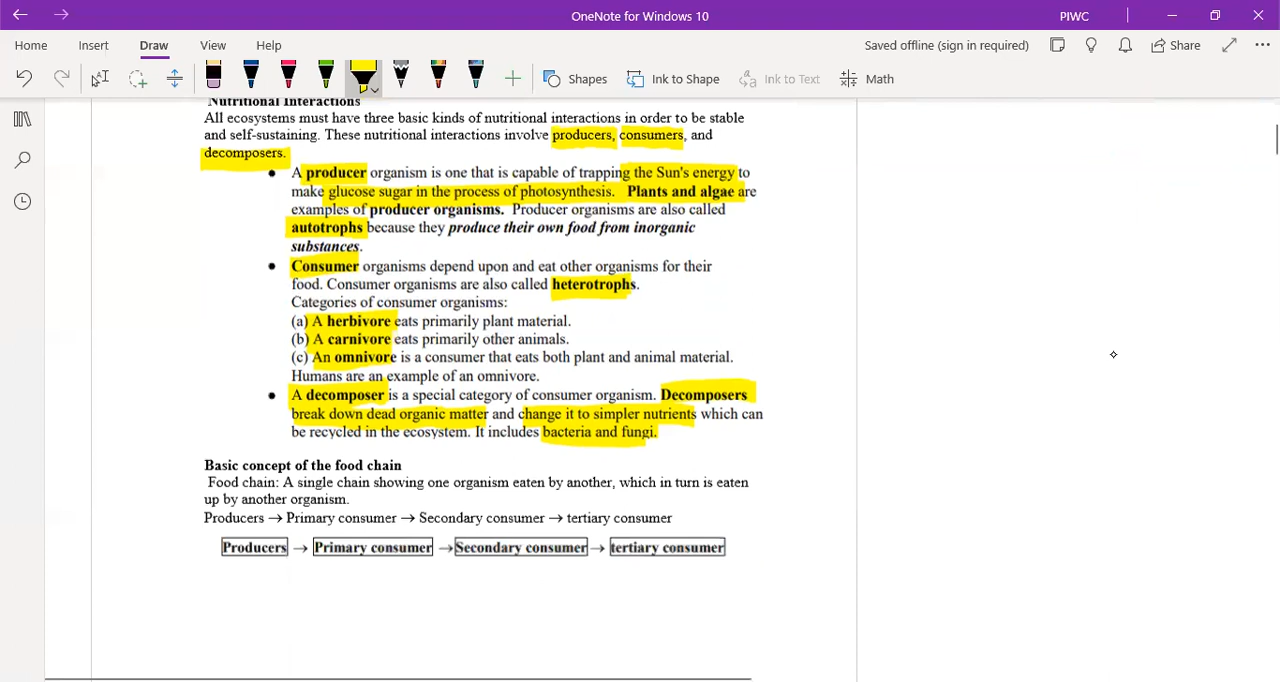 OneNote for Windows 10
PIWC
Home
Insert
Draw
View
Help
Saved offline (sign in required)
Share
Shapes
Ink to Shape
Ink to Text
Math
Nutritional Interactions
All ecosystems must have three basic kinds of nutritional interactions in order to be stable
and self-sustaining. These nutritional interactions involve producers, consumers, and
decomposers.
• A producer organism is one that is capable of trapping the Sun's energy to
make glucose sugar in the process of photosynthesis. Plants and algae are
examples of producer organisms. Producer organisms are also called
autotrophs because they produce their own food from inorganic
substances.
• Consumer organisms depend upon and eat other organisms for their
food. Consumer organisms are also called heterotrophs.
Categories of consumer organisms:
(a) A herbivore eats primarily plant material.
(b) A carnivore eats primarily other animals.
(c) An omnivore is a consumer that eats both plant and animal material.
Humans are an example of an omnivore.
• A decomposer is a special category of consumer organism. Decomposers
break down dead organic matter and change it to simpler nutrients which can
be recycled in the ecosystem. It includes bacteria and fungi.
Basic concept of the food chain
Food chain: A single chain showing one organism eaten by another, which in turn is eaten
up by another organism.
Producers → Primary consumer → Secondary consumer → tertiary consumer
Producers → Primary consumer → Secondary consumer → tertiary consumer